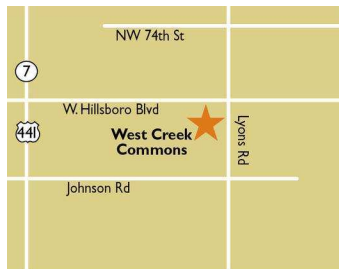 NW 74th St
7
W. Hillsboro Blvd
441
West Creek
Commons
Lyons Rd
Johnson Rd